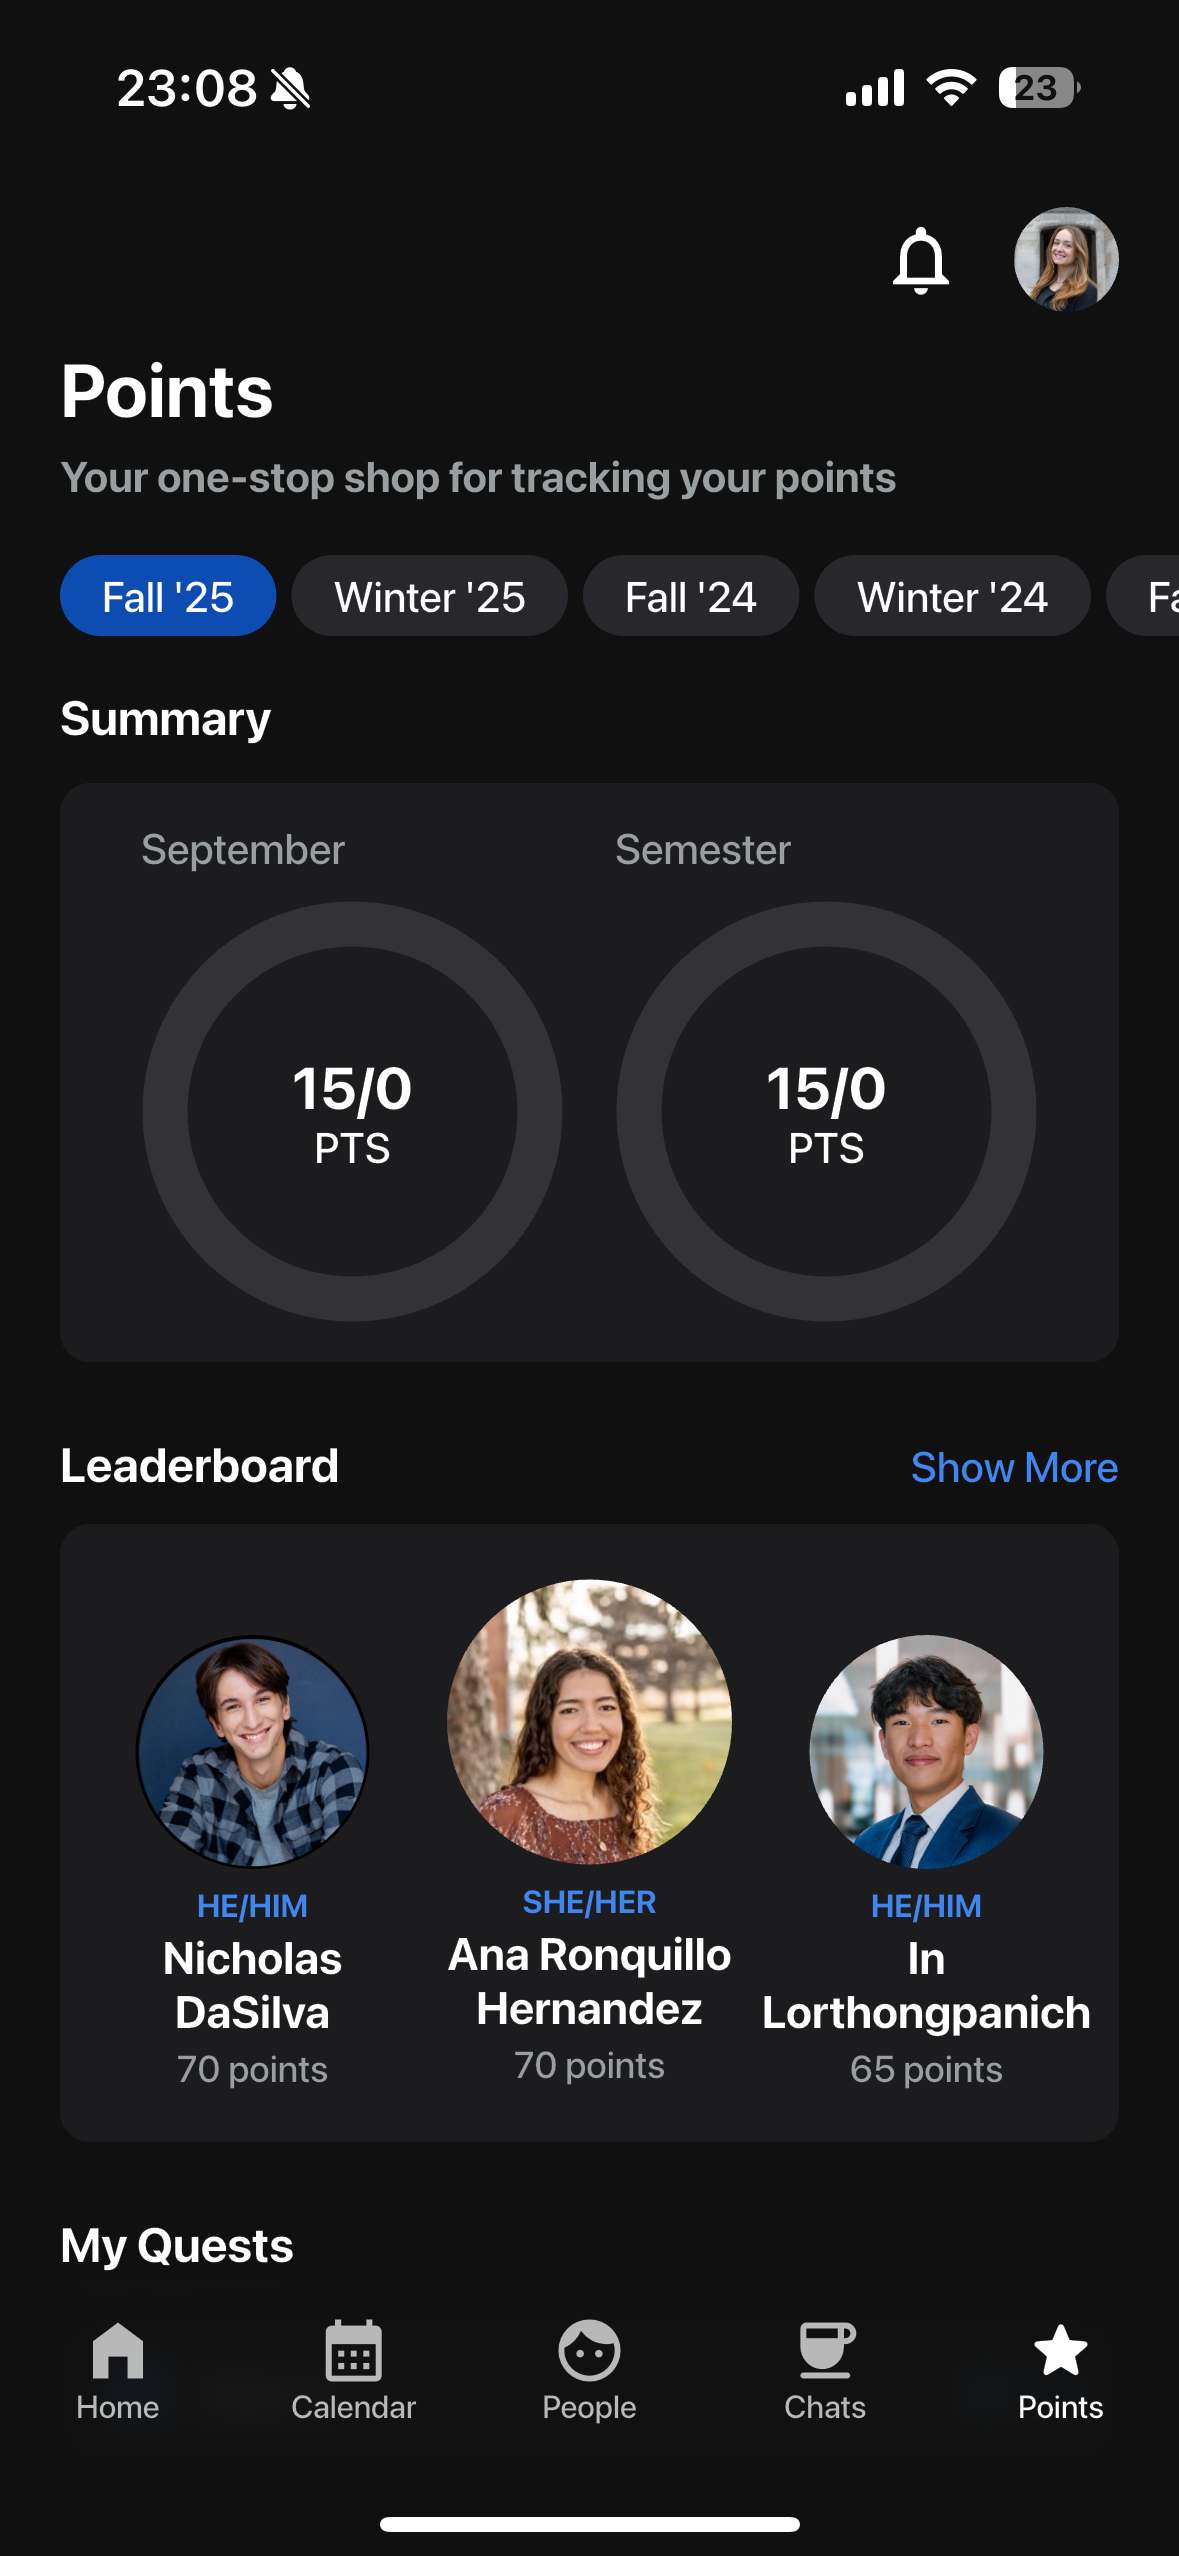 23:08
23
Points
Your one-stop shop for tracking your points
Fall '25
Winter '25
Fall '24
Winter '24
Fa
Summary
September
Semester
15/0
PTS
15/0
PTS
Leaderboard
Show More
HE/HIM
Nicholas
DaSilva
70 points
SHE/HER
Ana Ronquillo
Hernandez
70 points
HE/HIM
In
Lorthongpanich
65 points
My Quests
Home
Calendar
People
Chats
Points